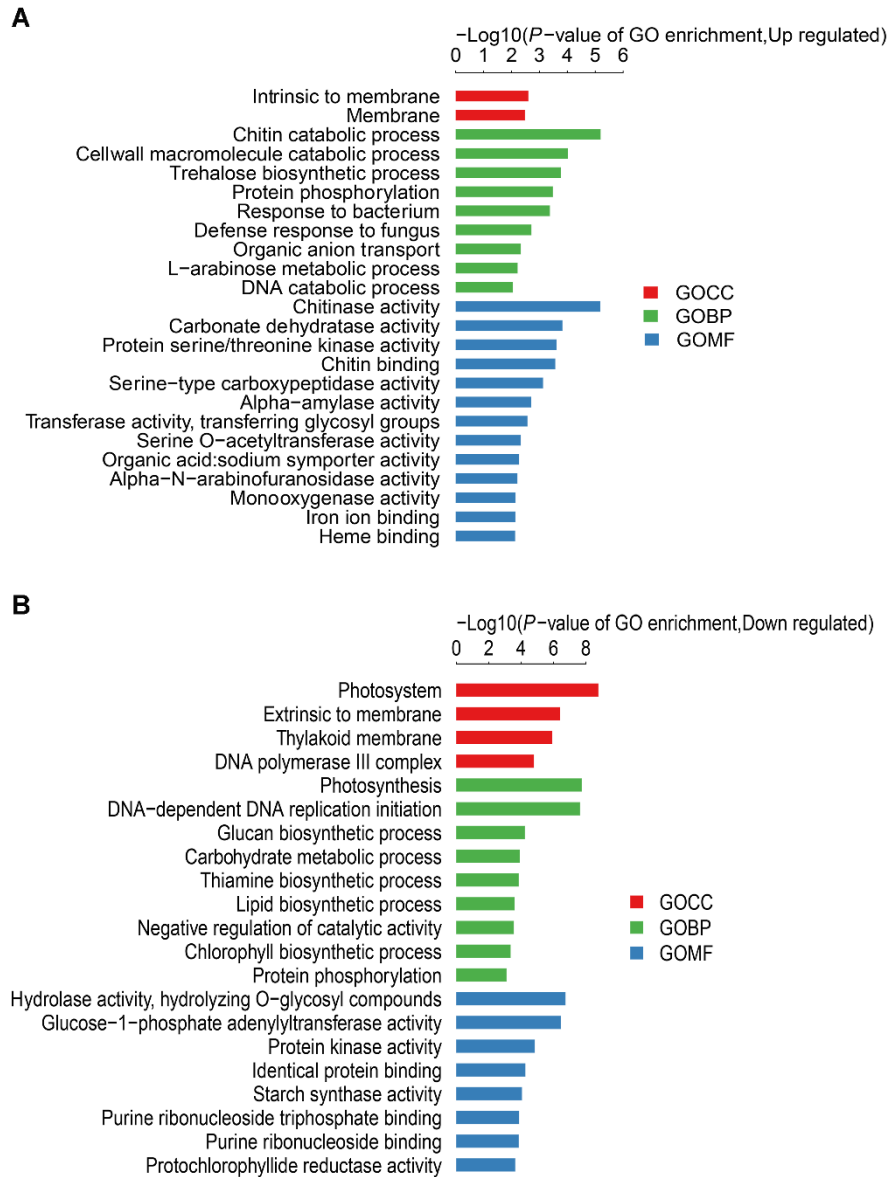 A
−Log10(P−value of GO enrichment,Up regulated)
0 1 2 3 4 5 6
Intrinsic to membrane
Membrane
Chitin catabolic process
Cellwall macromolecule catabolic process
Trehalose biosynthetic process
Protein phosphorylation
Response to bacterium
Defense response to fungus
Organic anion transport
L−arabinose metabolic process
DNA catabolic process
Chitinase activity
Carbonate dehydratase activity
Protein serine/threonine kinase activity
Chitin binding
Serine−type carboxypeptidase activity
Alpha−amylase activity
Transferase activity, transferring glycosyl groups
Serine O−acetyltransferase activity
Organic acid:sodium symporter activity
Alpha−N−arabinofuranosidase activity
Monooxygenase activity
Iron ion binding
Heme binding
GOCC
GOBP
GOMF
B
−Log10(P−value of GO enrichment,Down regulated)
0 2 4 6 8
Photosystem
Extrinsic to membrane
Thylakoid membrane
DNA polymerase III complex
Photosynthesis
DNA−dependent DNA replication initiation
Glucan biosynthetic process
Carbohydrate metabolic process
Thiamine biosynthetic process
Lipid biosynthetic process
Negative regulation of catalytic activity
Chlorophyll biosynthetic process
Protein phosphorylation
Hydrolase activity, hydrolyzing O−glycosyl compounds
Glucose−1−phosphate adenylyltransferase activity
Protein kinase activity
Identical protein binding
Starch synthase activity
Purine ribonucleoside triphosphate binding
Purine ribonucleoside binding
Protochlorophyllide reductase activity
GOCC
GOBP
GOMF